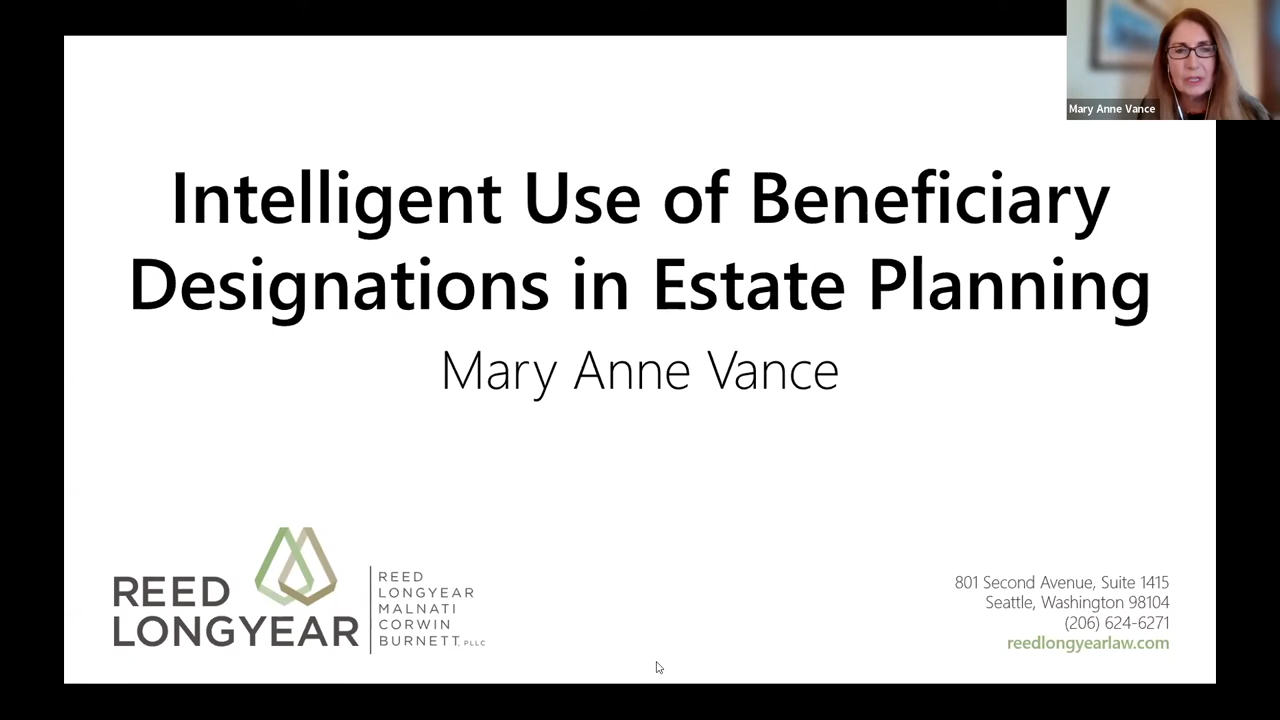 Mary Anne Vance
Intelligent Use of Beneficiary
Designations in Estate Planning
Mary Anne Vance
REED
LONGYEAR
REED
LONGYEAR
MALNATI
CORWIN
BURNETT, PLLC
801 Second Avenue, Suite 1415
Seattle, Washington 98104
(206) 624-6271
reedlongyearlaw.com